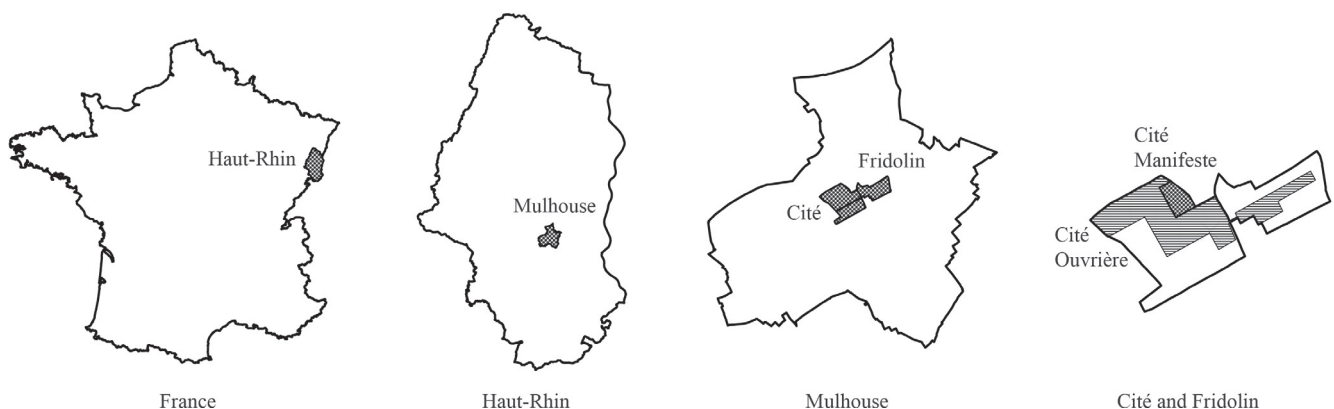 Haut-Rhin
France
Mulhouse
Haut-Rhin
Fridolin
Cité
Mulhouse
Cité
Manifeste
Cité
Ouvrière
Cité and Fridolin